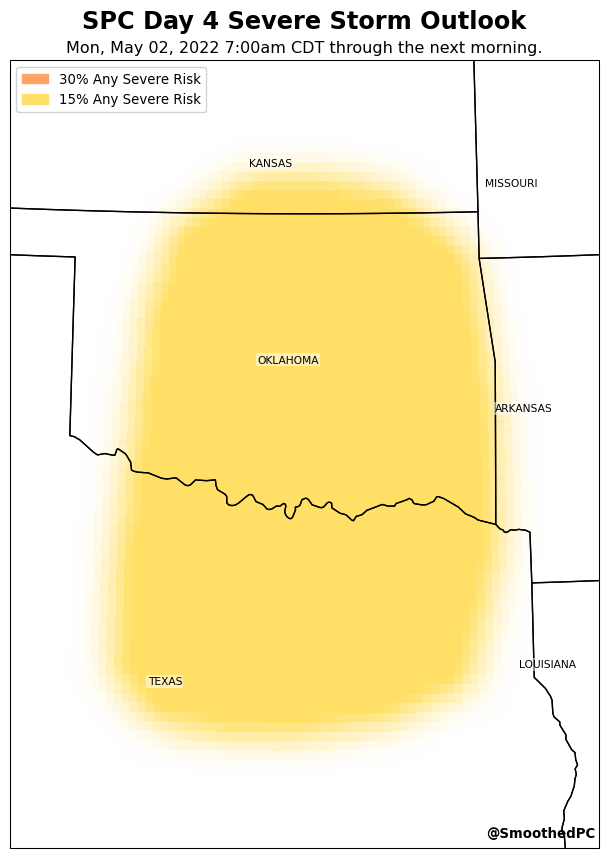 SPC Day 4 Severe Storm Outlook
Mon, May 02, 2022 7:00am CDT through the next morning.
30% Any Severe Risk
15% Any Severe Risk
KANSAS
MISSOURI
OKLAHOMA
ARKANSAS
LOUISIANA
TEXAS
@SmoothedPC